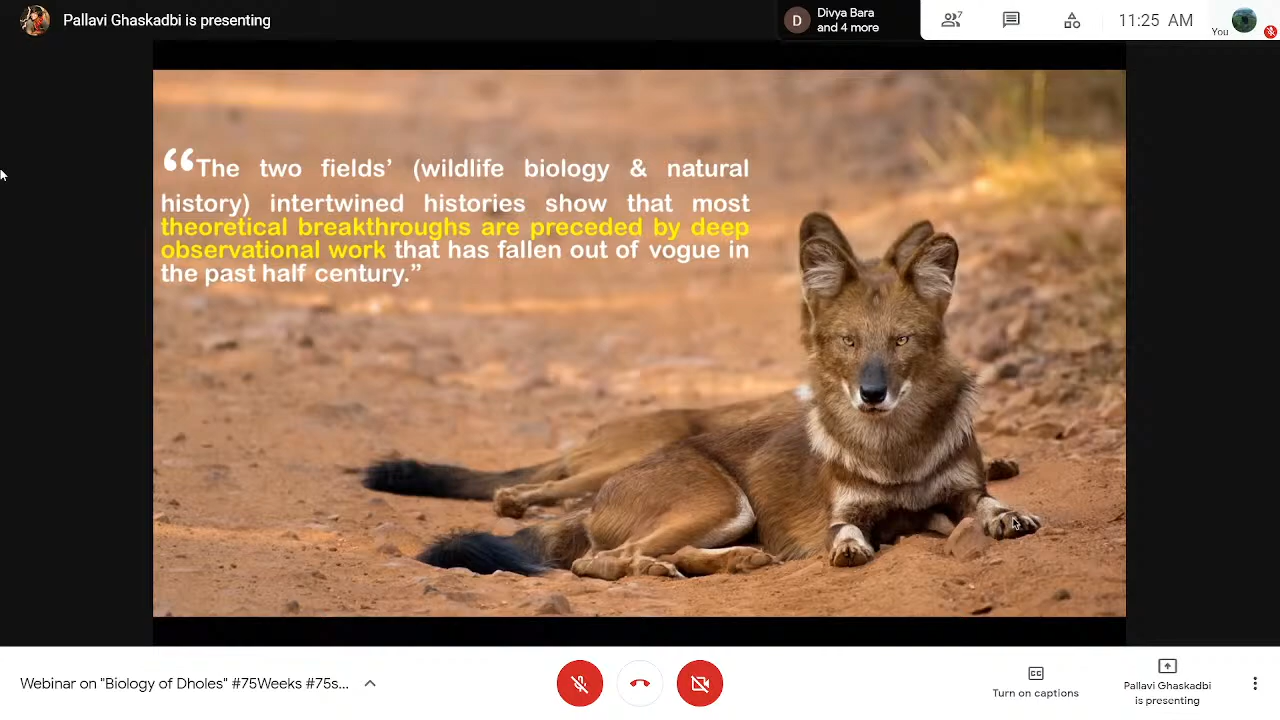 Pallavi Ghaskadbi is presenting
D
Divya Bara
and 4 more
7
11:25 AM
You
“The two fields’ (wildlife biology & natural
history) intertwined histories show that most
theoretical breakthroughs are preceded by deep
observational work that has fallen out of vogue in
the past half century.”
Webinar on "Biology of Dholes" #75Weeks #75s...
CC
Turn on captions
Pallavi Ghaskadbi
is presenting